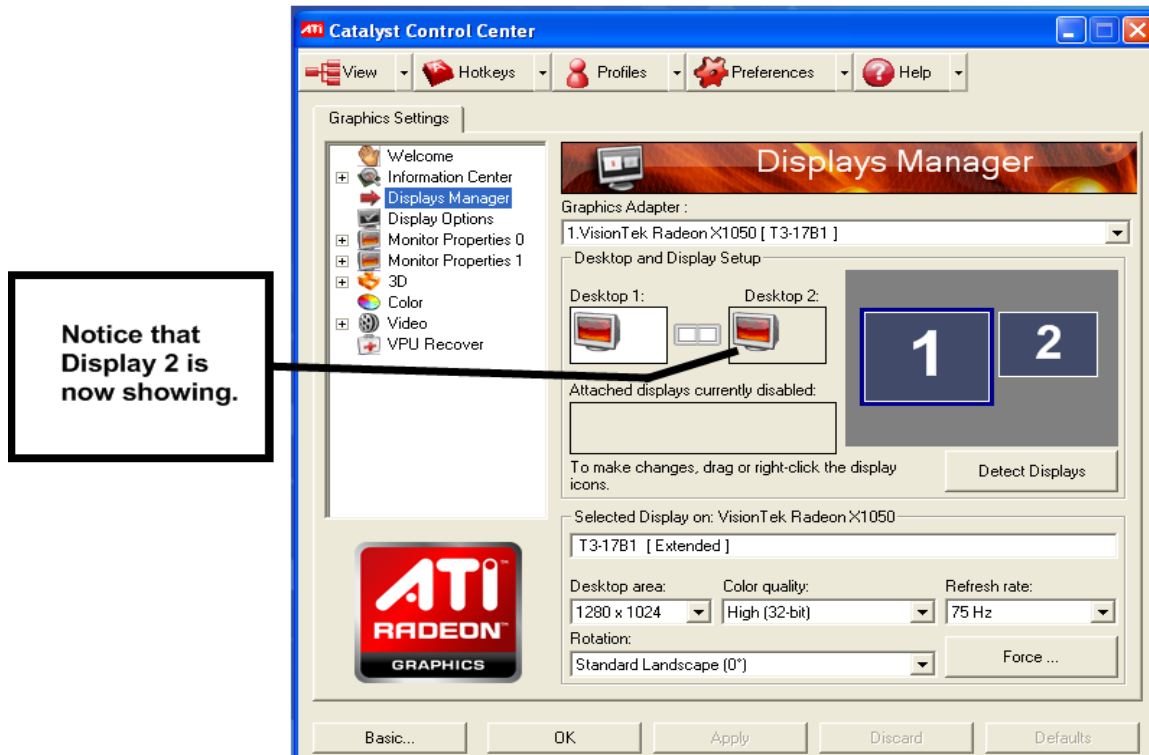 ATI Catalyst Control Center
View
Hotkeys
Profiles
Preferences
Help
Graphics Settings
Welcome
Information Center
Displays Manager
Display Options
Monitor Properties 0
Monitor Properties 1
3D
Color
Video
VPU Recover
Notice that
Display 2 is
now showing.
ATI
RADEON
GRAPHICS
Displays Manager
Graphics Adapter :
1.VisionTek Radeon X1050 [ T3-17B1 ]
Desktop and Display Setup
Desktop 1:
Desktop 2:
Attached displays currently disabled:
To make changes, drag or right-click the display
icons.
1
2
Detect Displays
Selected Display on: VisionTek Radeon X1050
T3-17B1 [ Extended ]
Desktop area:
Color quality:
Refresh rate:
1280 x 1024
High (32-bit)
75 Hz
Rotation:
Standard Landscape (0°)
Force ...
Basic...
OK
Apply
Discard
Defaults